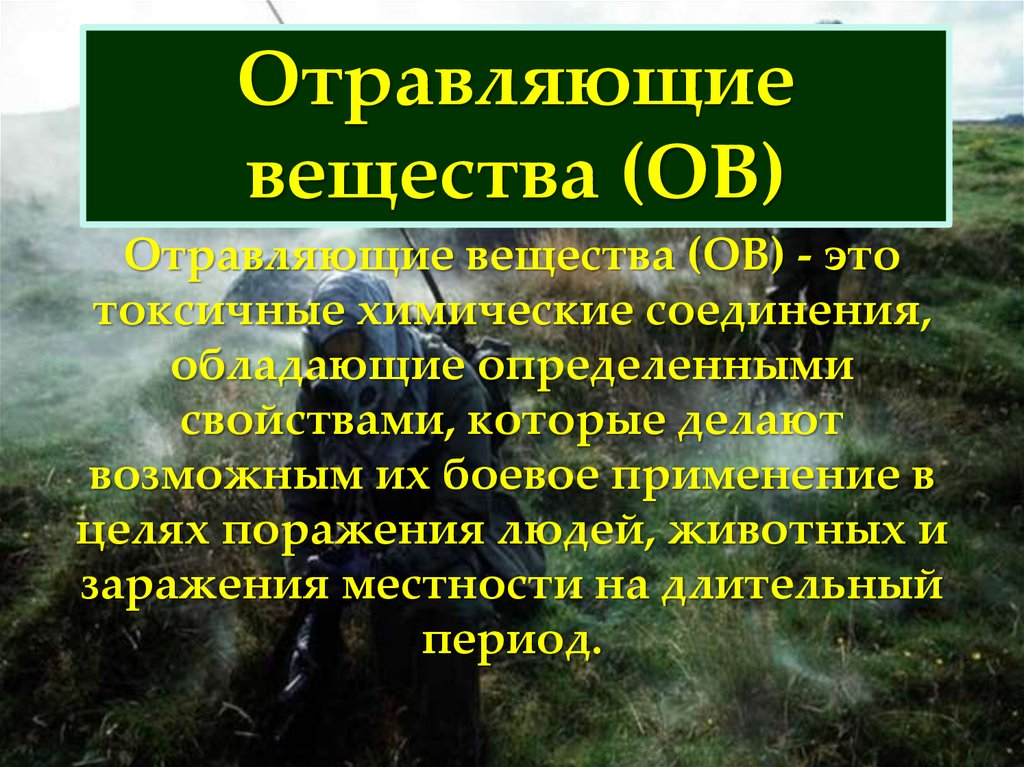 Отравляющие
вещества (ОВ)
Отравляющие вещества (ОВ) - это
токсичные химические соединения,
обладающие определенными
свойствами, которые делают
возможным их боевое применение в
целях поражения людей, животных и
заражения местности на длительный
период.